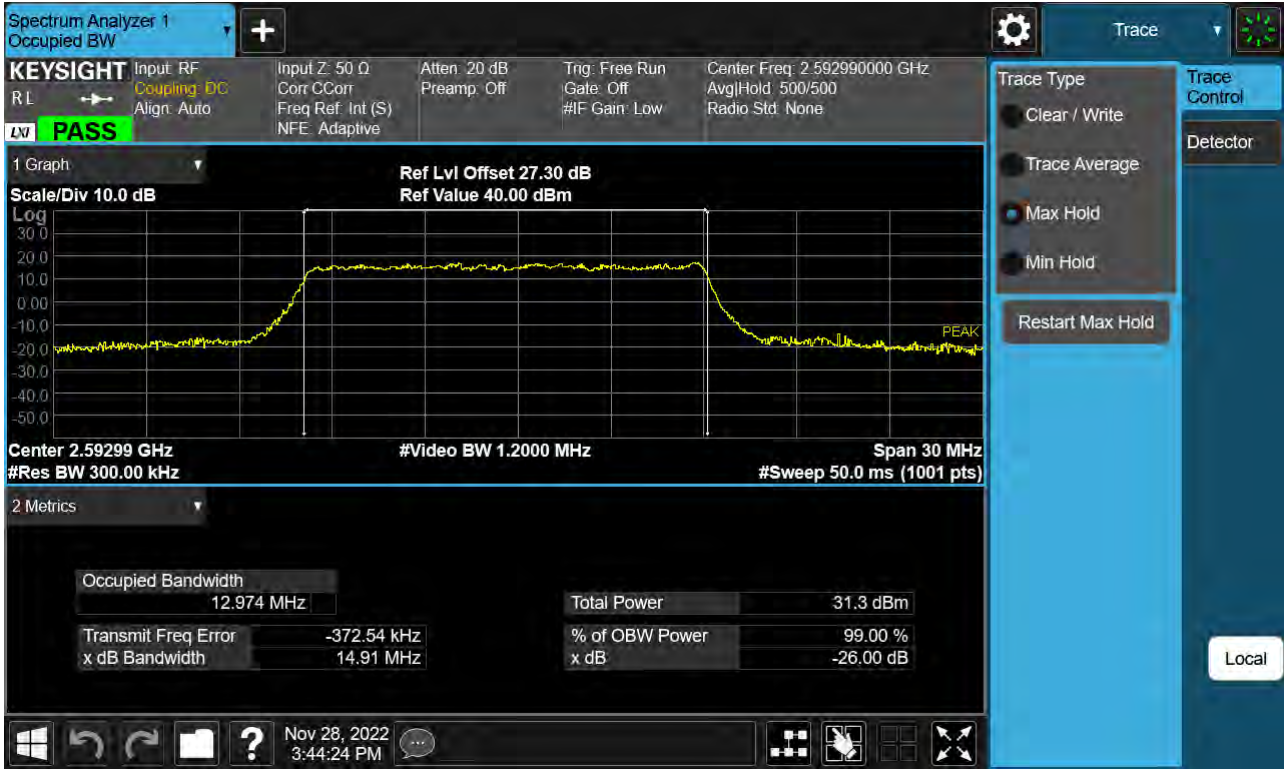 Spectrum Analyzer 1
Occupied BW
+
Trace
KEYSIGHT
R L
LXI PASS
Input: RF
Coupling: DC
Align: Auto
Input Z: 50 Ω
Corr CCorr
Freq Ref: Int (S)
NFE: Adaptive
Atten: 20 dB
Preamp: Off
Trig: Free Run
Gate: Off
#IF Gain: Low
Center Freq: 2.592990000 GHz
Avg|Hold: 500/500
Radio Std: None
Trace Type
Clear / Write
Trace Average
Max Hold
Min Hold
Restart Max Hold
Trace
Control
Detector
1 Graph
Scale/Div 10.0 dB
Ref Lvl Offset 27.30 dB
Ref Value 40.00 dBm
Log
30.0
20.0
10.0
0.00
-10.0
-20.0
-30.0
-40.0
-50.0
PEAK
Center 2.59299 GHz
#Video BW 1.2000 MHz
Span 30 MHz
#Res BW 300.00 kHz
#Sweep 50.0 ms (1001 pts)
2 Metrics
Occupied Bandwidth
12.974 MHz
Total Power 31.3 dBm
Transmit Freq Error -372.54 kHz
% of OBW Power 99.00 %
x dB Bandwidth 14.91 MHz
x dB -26.00 dB
Local
?
Nov 28, 2022
3:44:24 PM